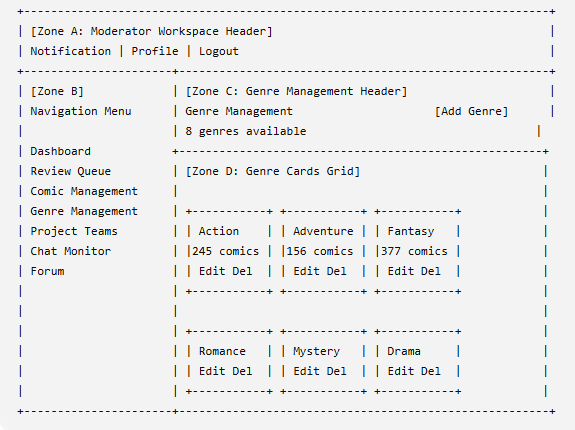 [Zone A: Moderator Workspace Header]
Notification | Profile | Logout
[Zone B] | [Zone C: Genre Management Header]
Navigation Menu | Genre Management [Add Genre]
| 8 genres available
Dashboard
Review Queue | [Zone D: Genre Cards Grid]
Comic Management
Genre Management
Project Teams | | Action | | Adventure | | Fantasy |
Chat Monitor | |245 comics | |156 comics | |377 comics |
Forum | | Edit Del | | Edit Del | | Edit Del |
| | Romance | | Mystery | | Drama |
| | Edit Del | | Edit Del | | Edit Del |